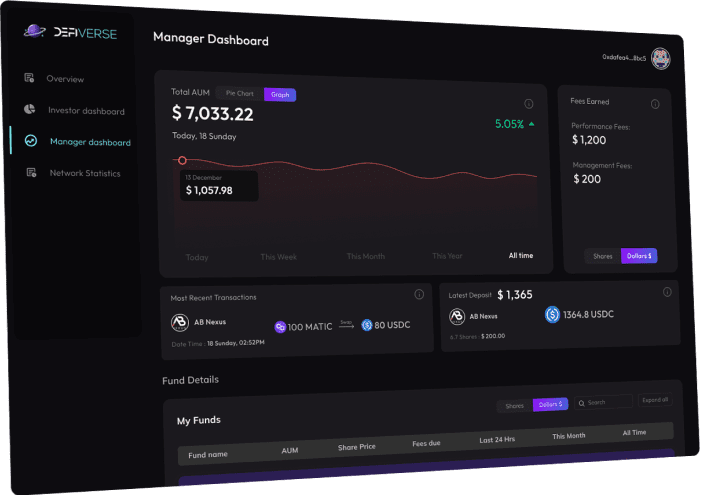 DEFIVERSE
Manager Dashboard
0xdafea4...8bc5
Overview
Investor dashboard
Manager dashboard
Network Statistics
Total AUM Pie Chart Graph
$ 7,033.22
Today, 18 Sunday
5.05%
13 December
$ 1,057.98
Today This Week This Month This Year All time
Fees Earned
Performance Fees:
$ 1,200
Management Fees:
$ 200
Shares Dollars $
Most Recent Transactions
AB Nexus 100 MATIC Swap 80 USDC
Date Time : 18 Sunday, 02:52PM
Latest Deposit $ 1,365
AB Nexus 1364.8 USDC
6.7 Shares : $ 200.00
Fund Details
My Funds Shares Dollars $ Search Expand all
Fund name AUM Share Price Fees due Last 24 Hrs This Month All Time